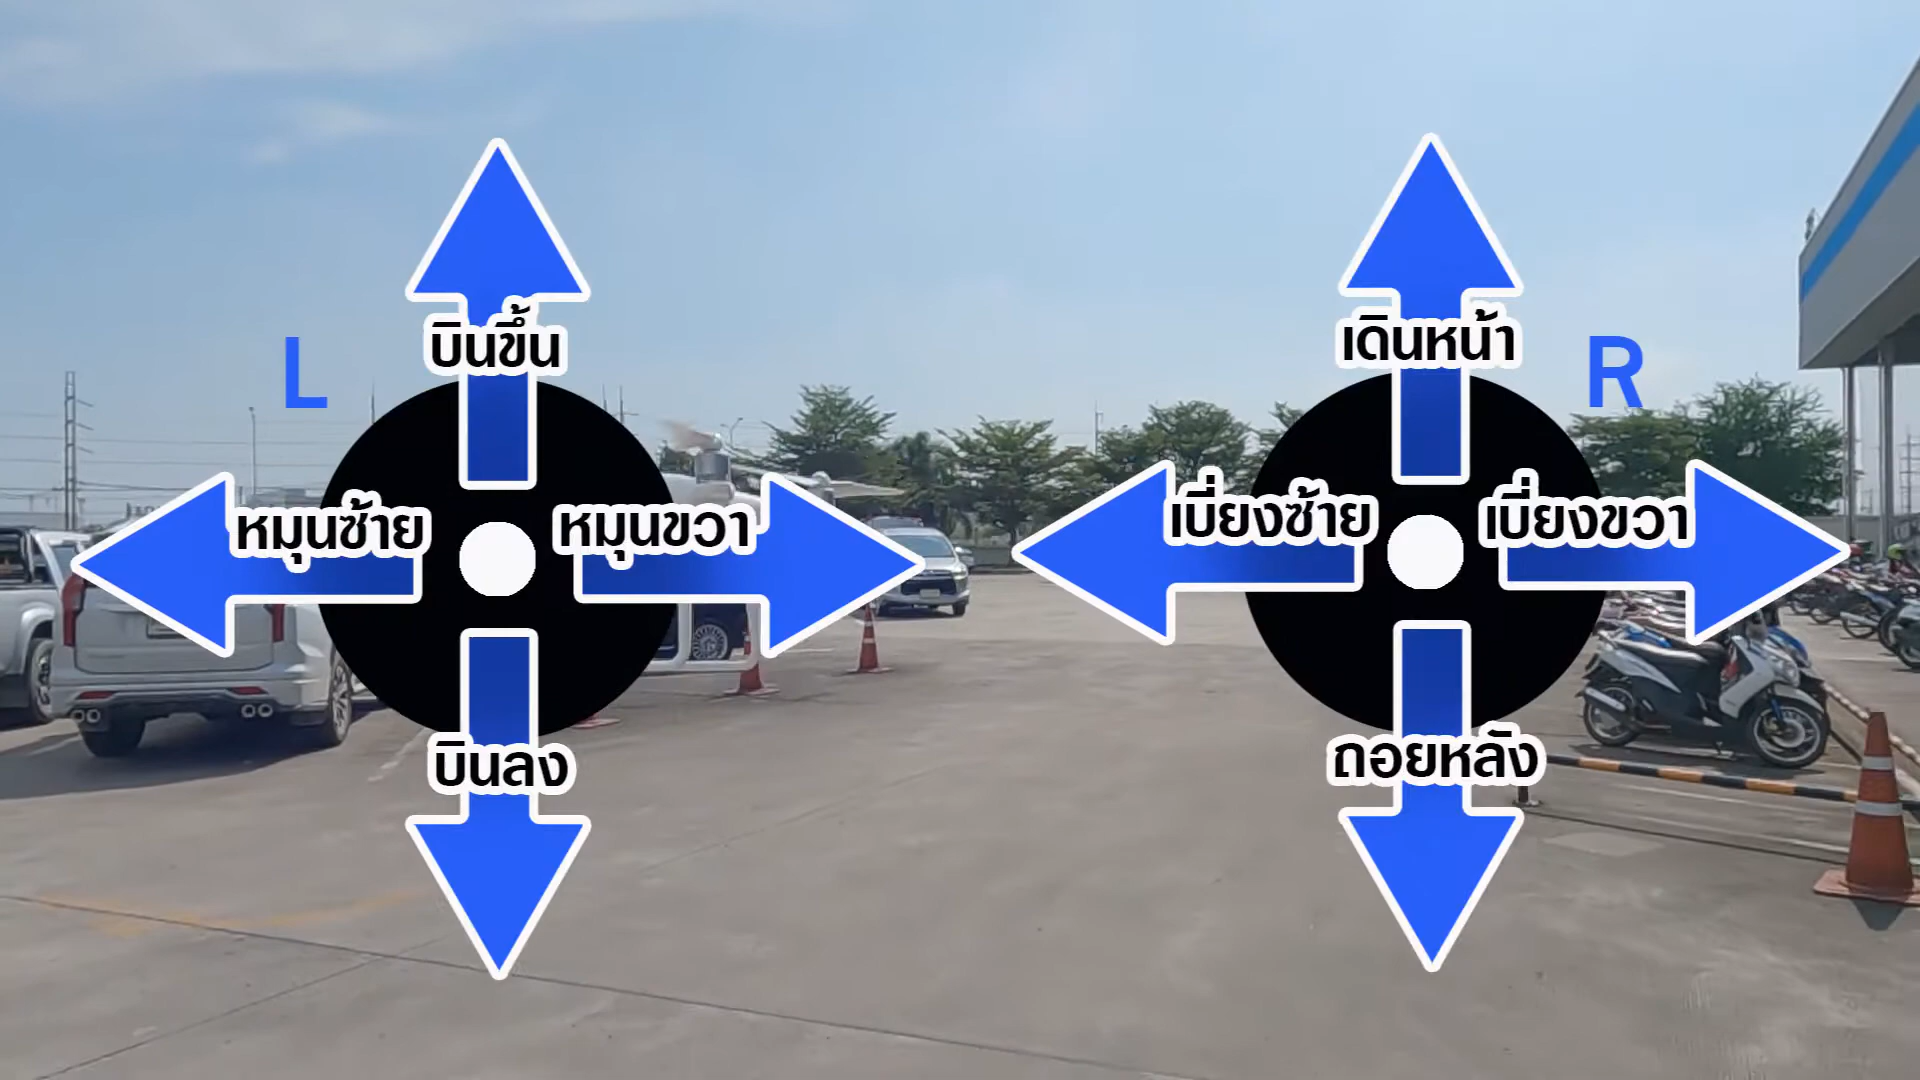 L
บินขึ้น
หมุนซ้าย
หมุนขวา
บินลง
R
เดินหน้า
เบี่ยงซ้าย
เบี่ยงขวา
ถอยหลัง